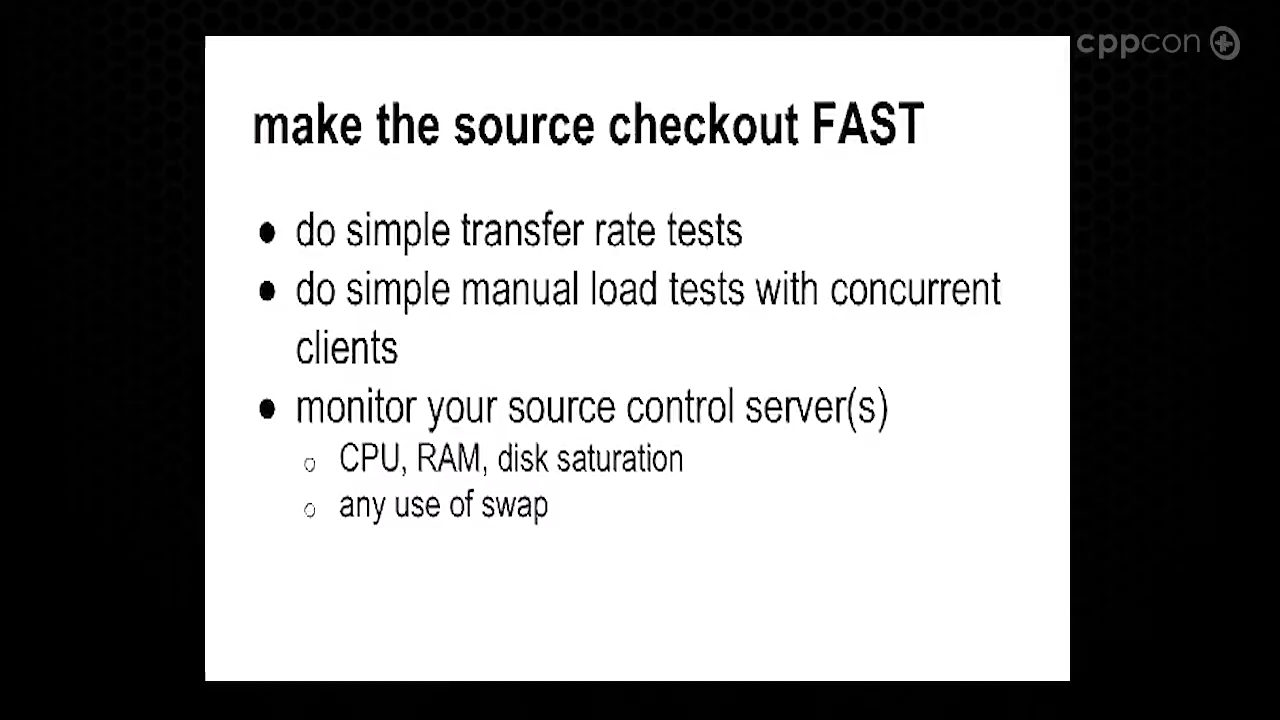 cppcon
make the source checkout FAST
● do simple transfer rate tests
● do simple manual load tests with concurrent
clients
● monitor your source control server(s)
○ CPU, RAM, disk saturation
○ any use of swap